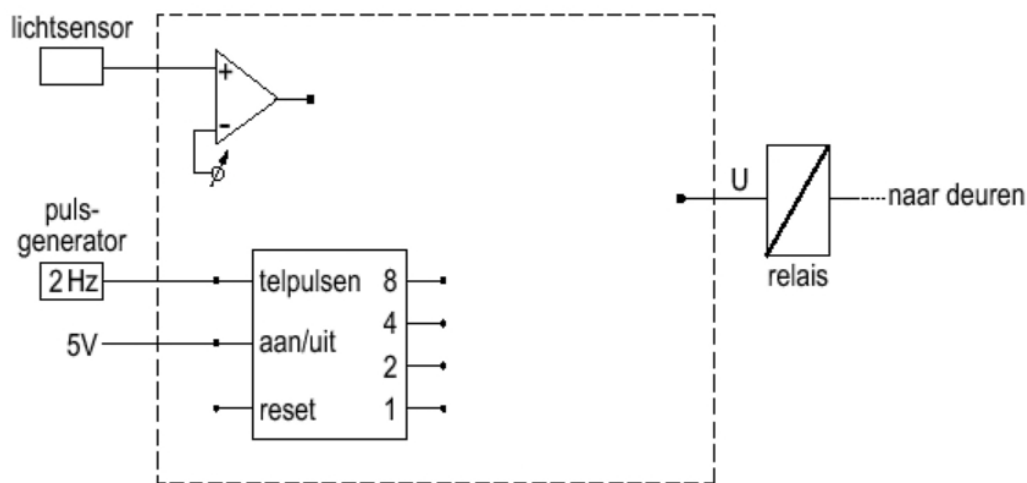 lichtsensor
+
-
puls-
generator
2 Hz
5V
telpulsen 8
4
aan/uit
2
reset 1
U
naar deuren
relais